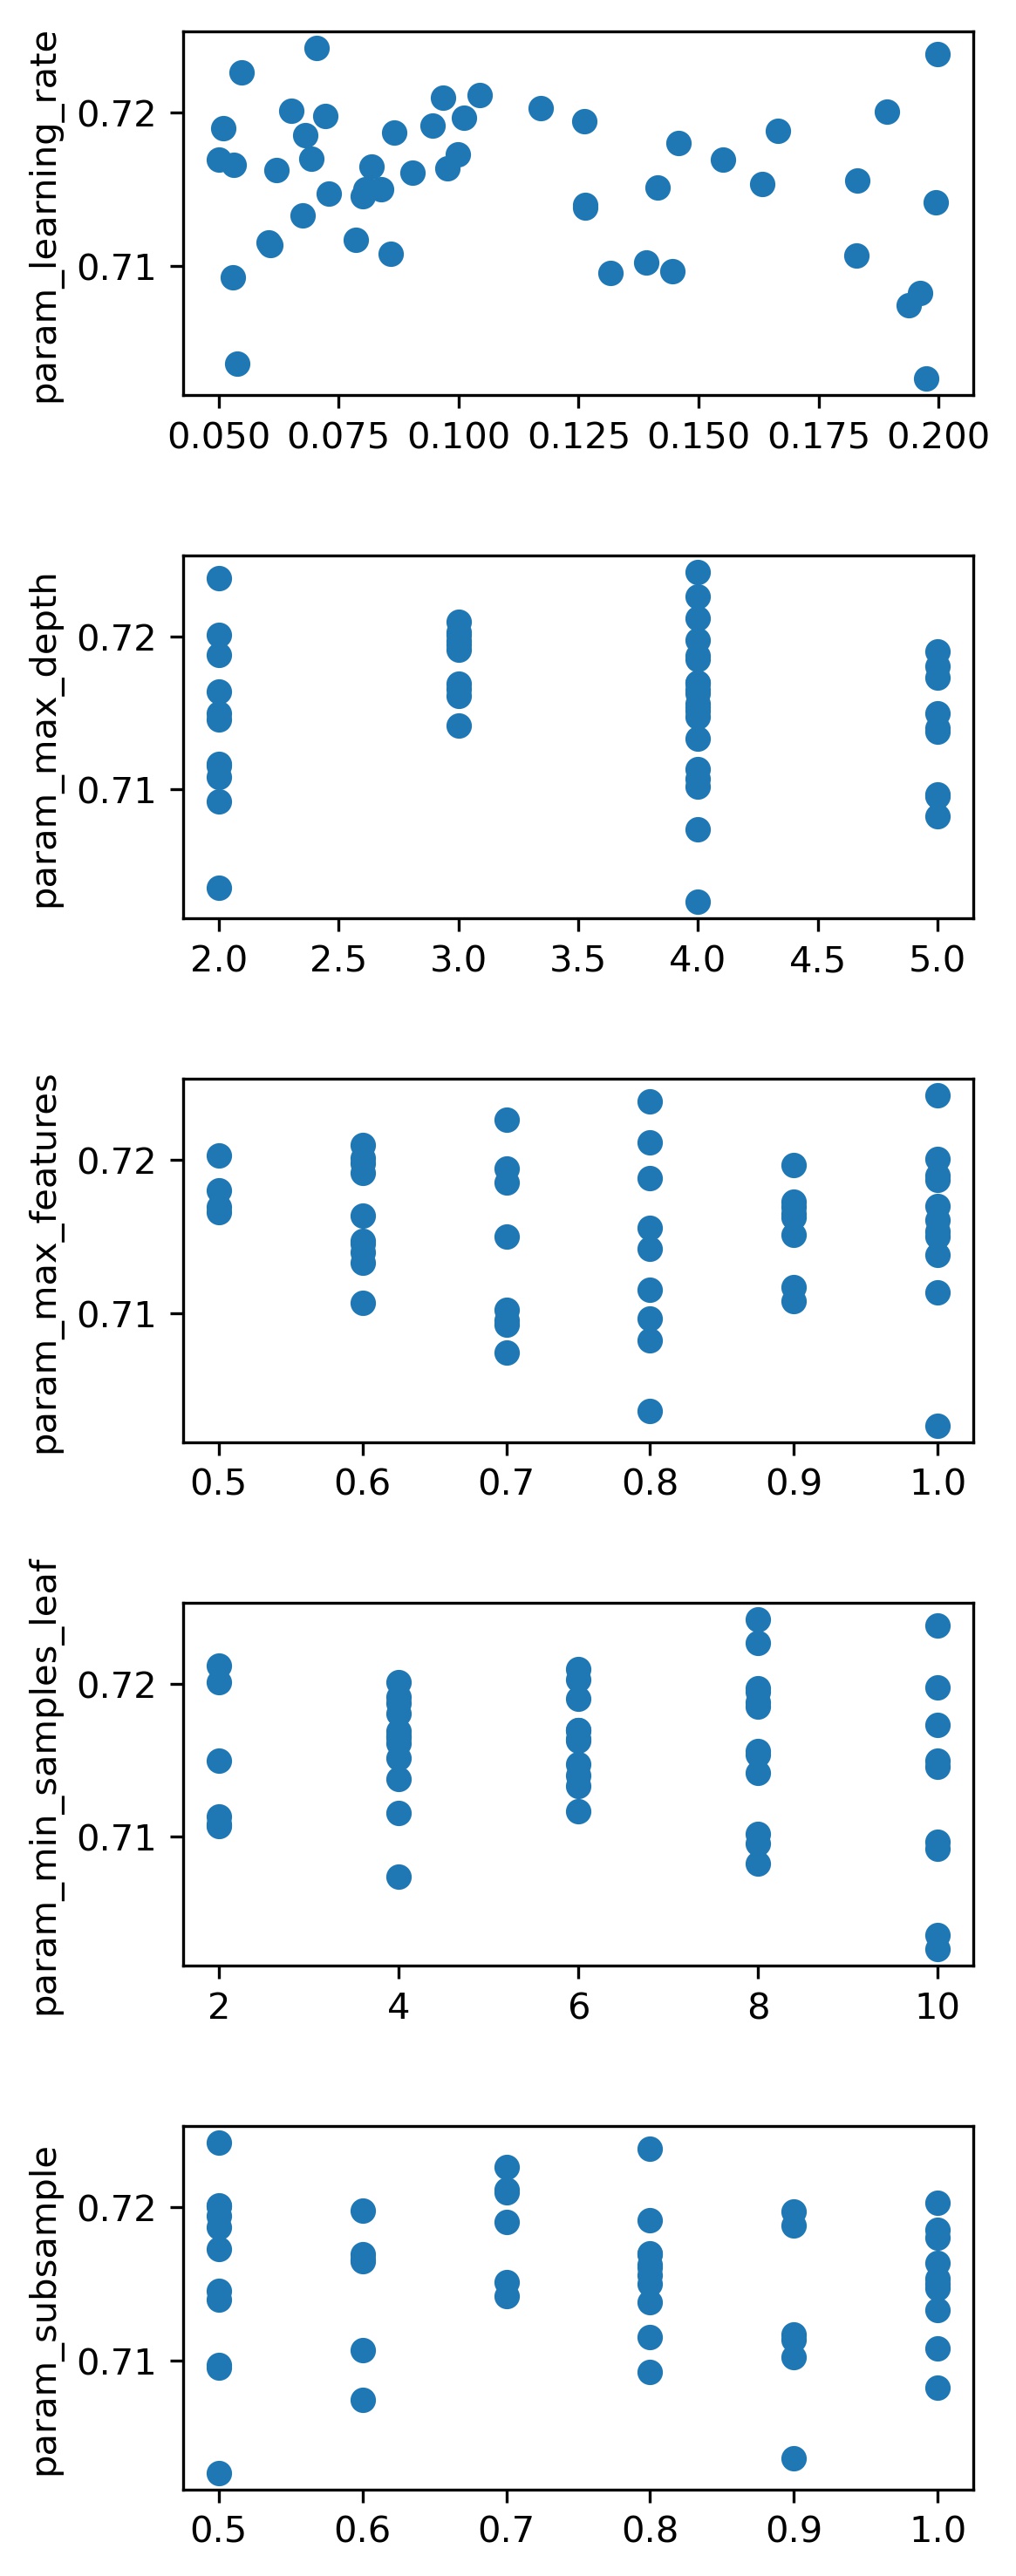 param_learning_rate
0.72
0.71
0.050 0.075 0.100 0.125 0.150 0.175 0.200
param_max_depth
0.72
0.71
2.0 2.5 3.0 3.5 4.0 4.5 5.0
param_max_features
0.72
0.71
0.5 0.6 0.7 0.8 0.9 1.0
param_min_samples_leaf
0.72
0.71
2 4 6 8 10
param_subsample
0.72
0.71
0.5 0.6 0.7 0.8 0.9 1.0